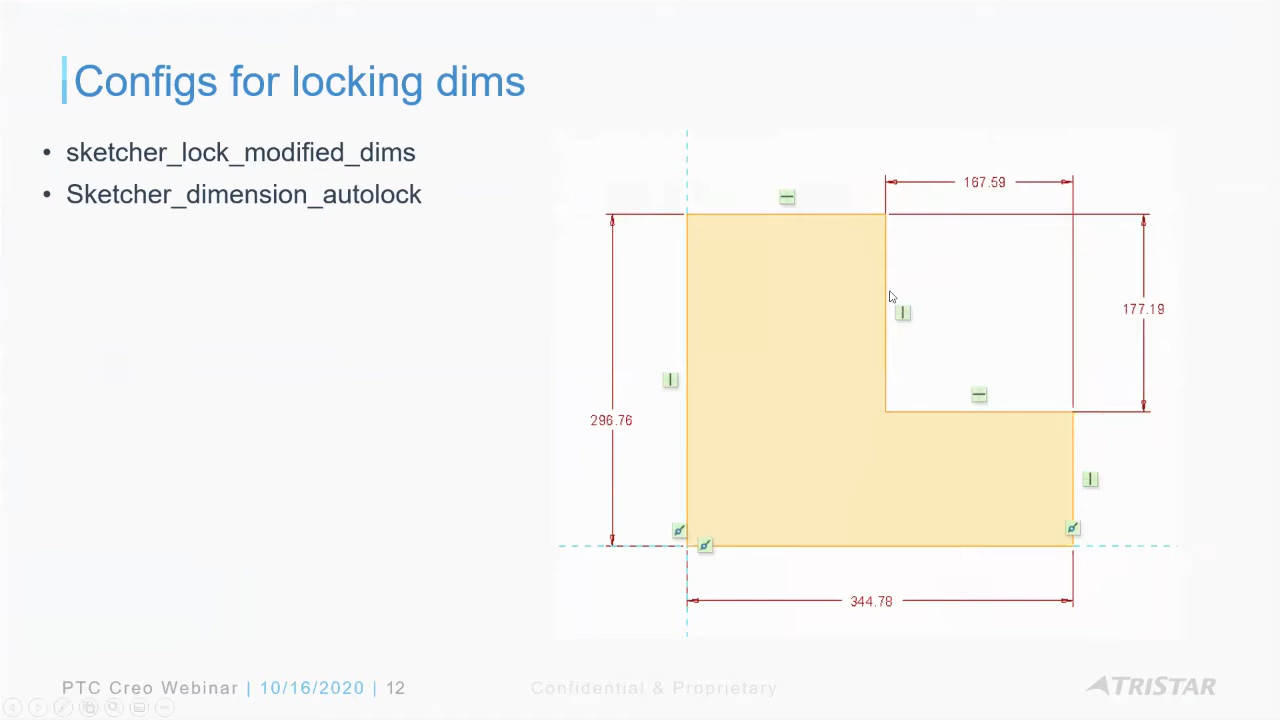 Configs for locking dims
• sketcher_lock_modified_dims
• Sketcher_dimension_autolock
167.59
177.19
296.76
344.78
PTC Creo Webinar | 10/16/2020 | 12
Confidential & Proprietary
TRISTAR